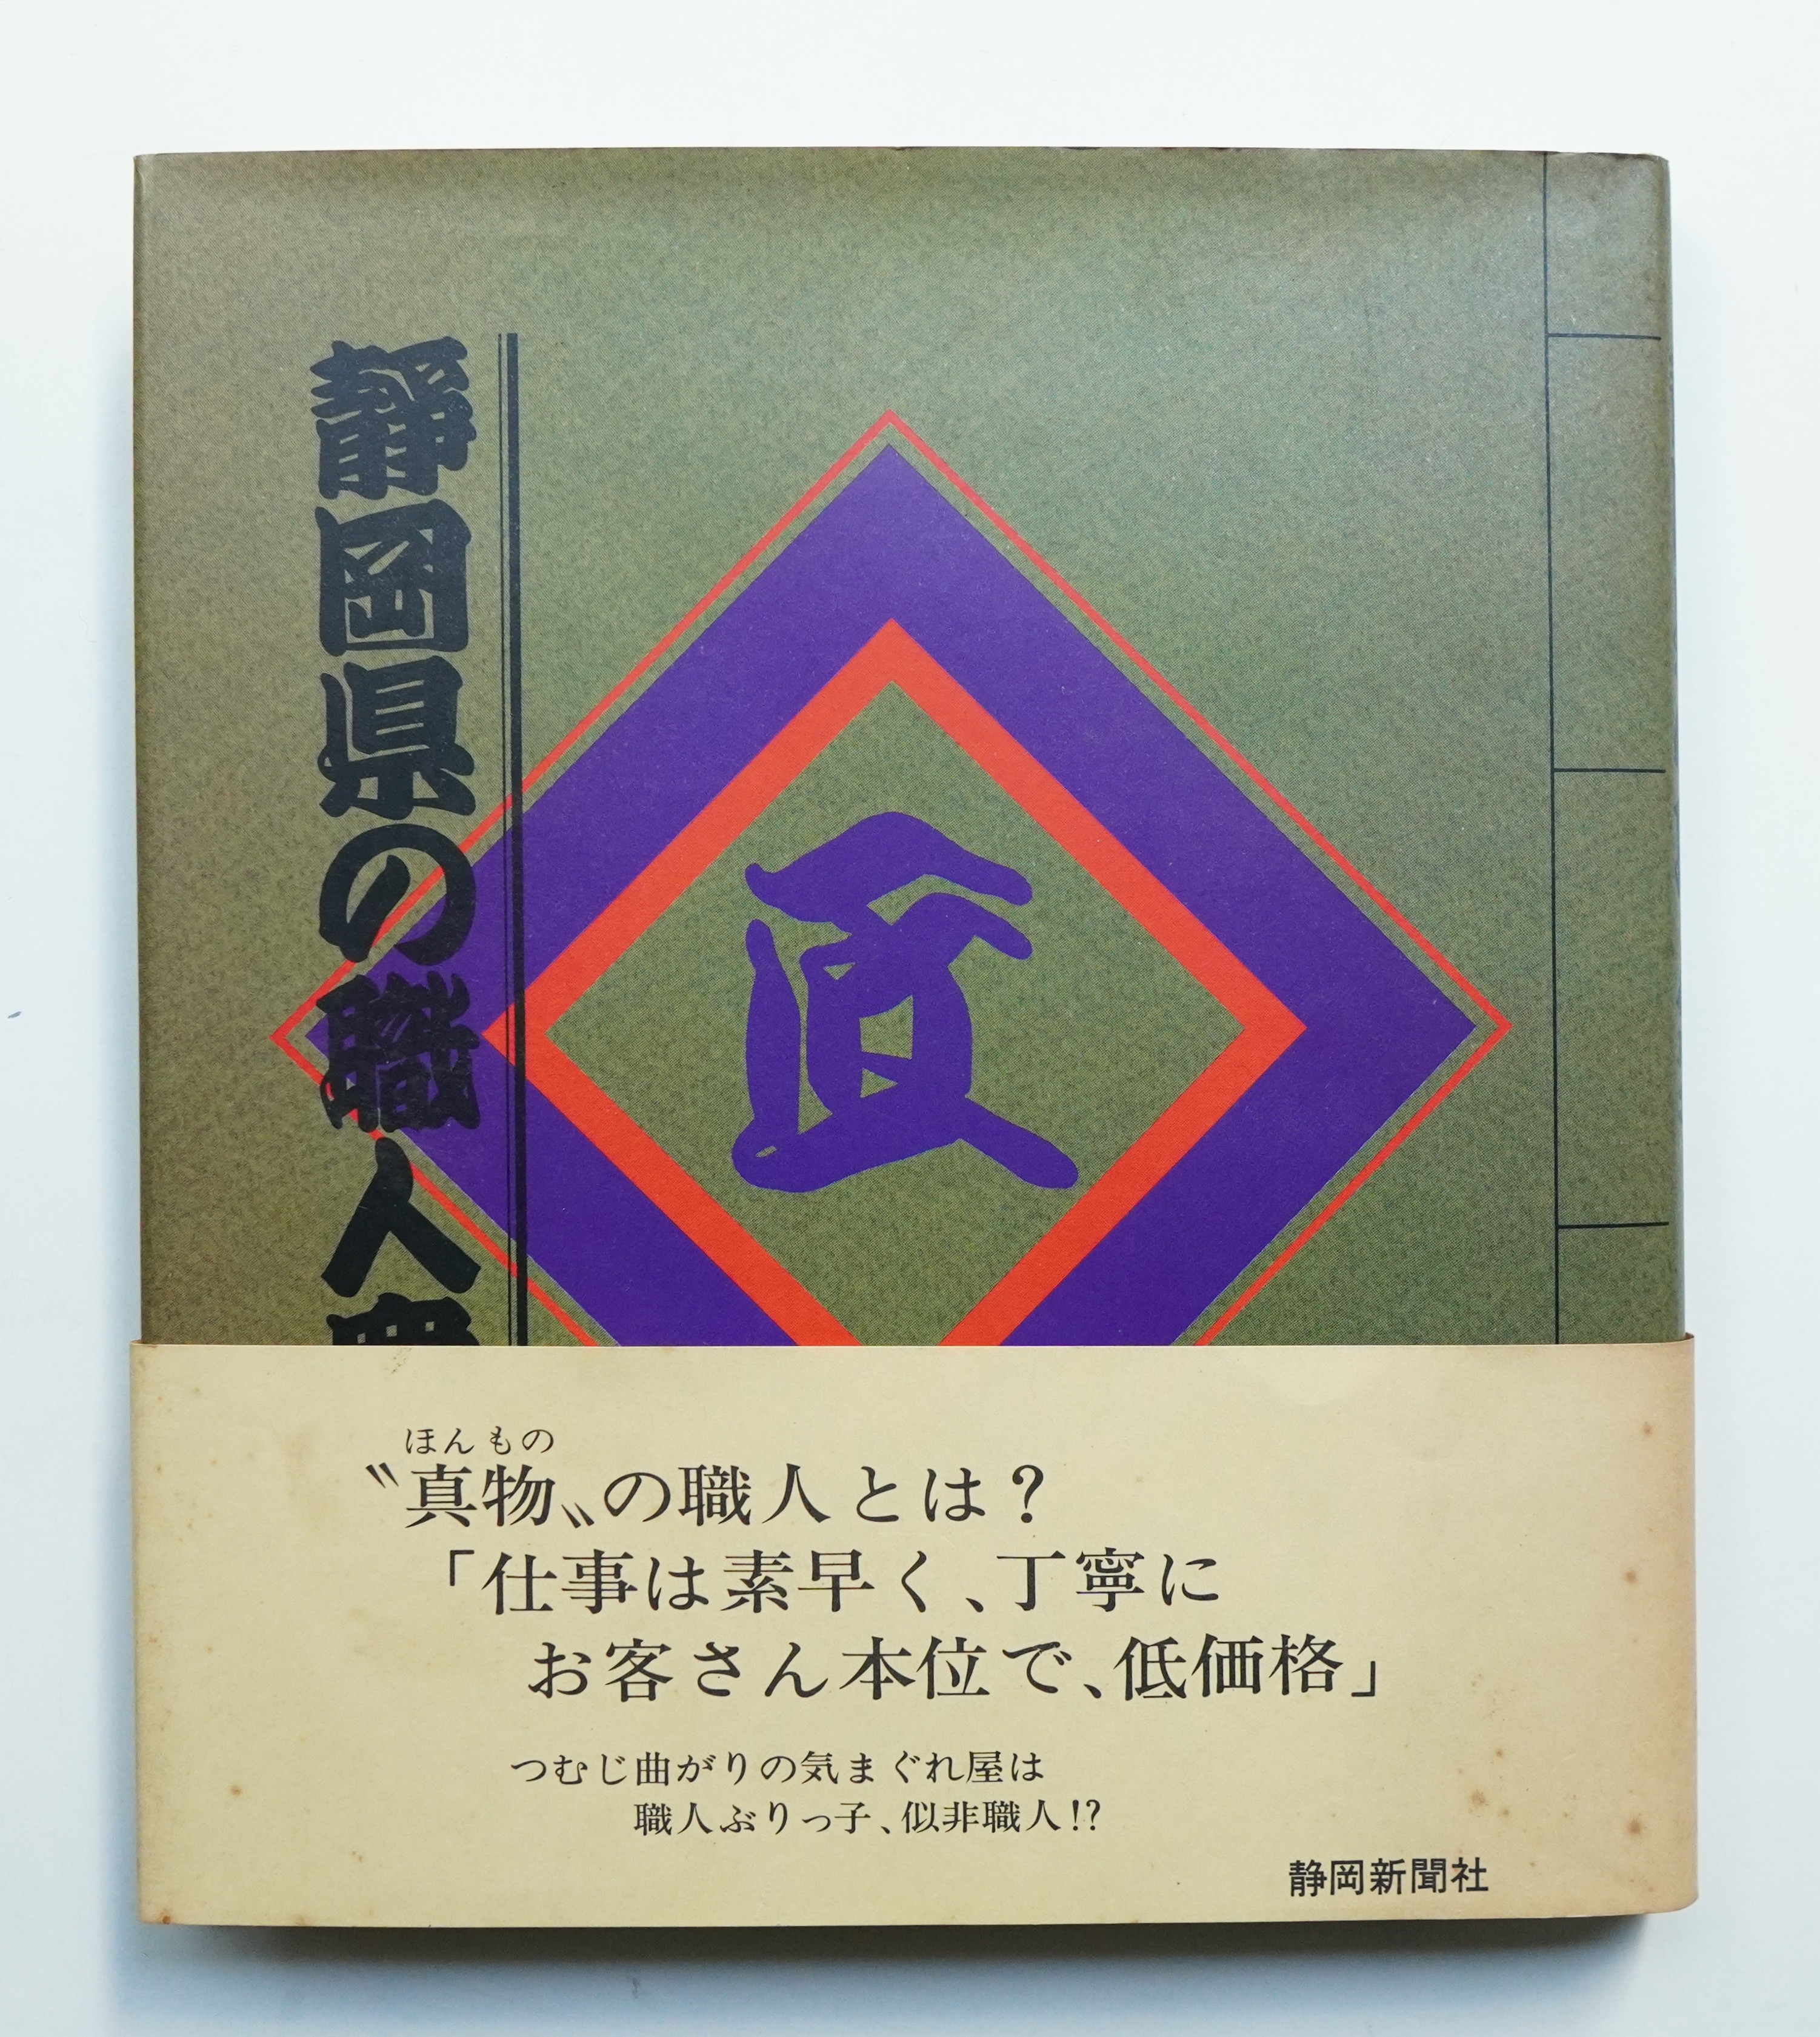 静岡県の職人
匠
ほんもの
〝真物〟の職人とは?
「仕事は素早く、丁寧に
お客さん本位で、低価格」
つむじ曲がりの気まぐれ屋は
職人ぶりっ子、似非職人!?
静岡新聞社